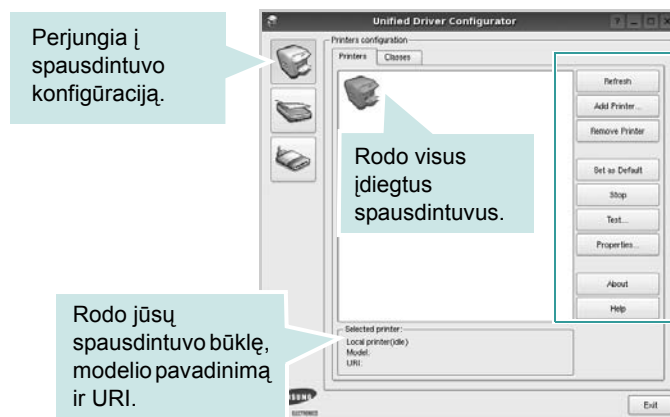 Unified Driver Configurator
Perjungia į
spausdintuvo
konfigūraciją.
Printers configuration
Printers Classes
Refresh
Add Printer...
Remove Printer
Set as Default
Stop
Test...
Properties...
About
Help
Rodo visus
įdiegtus
spausdintuvus.
Rodo jūsų
spausdintuvo būklę,
modelio pavadinimą
ir URI.
Selected printer:
Local printer(idle)
Model:
URI:
ELECTRONICS
Exit